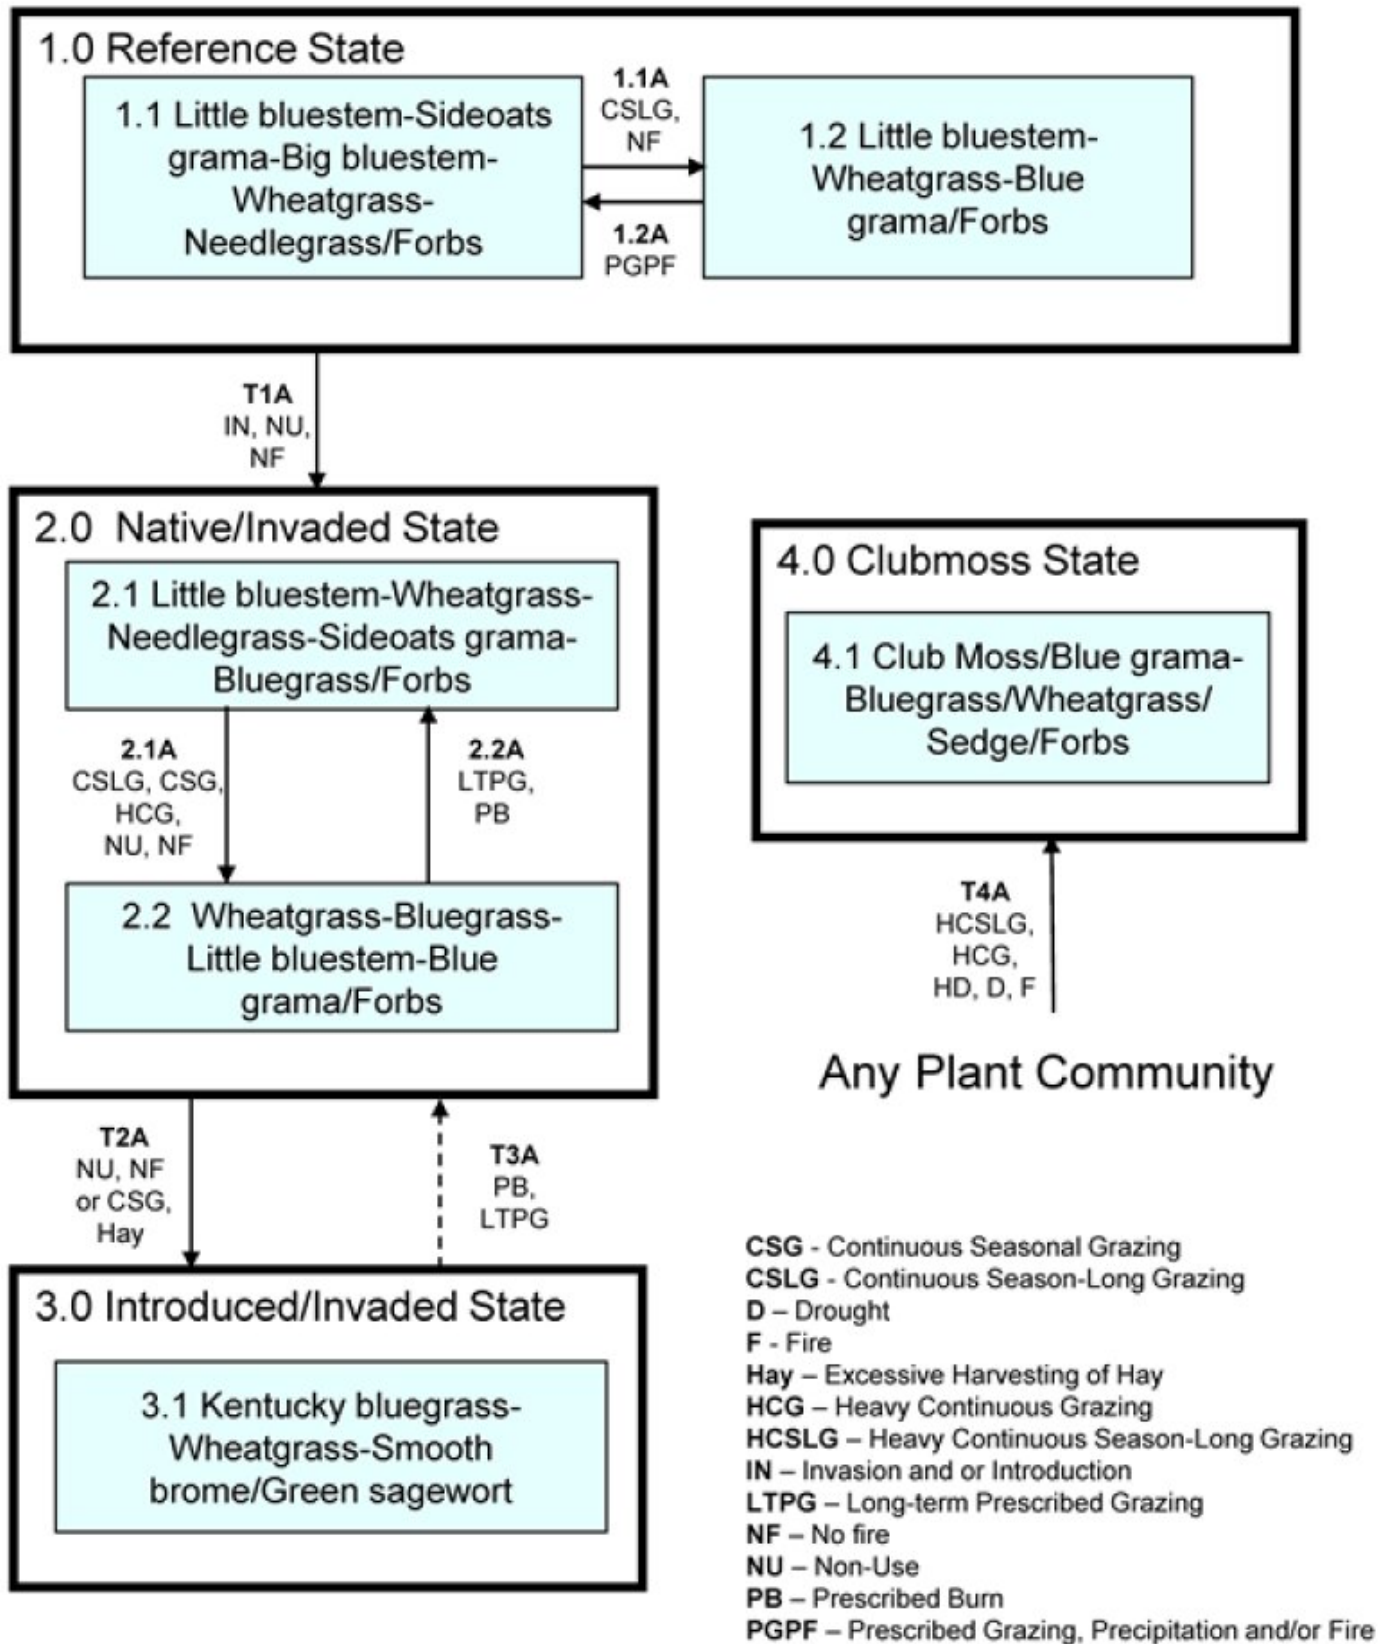 1.0 Reference State
1.1 Little bluestem-Sideoats
grama-Big bluestem-
Wheatgrass-
Needlegrass/Forbs
1.1A
CSLG,
NF
1.2A
PGPF
1.2 Little bluestem-
Wheatgrass-Blue
grama/Forbs
T1A
IN, NU,
NF
2.0 Native/Invaded State
2.1 Little bluestem-Wheatgrass-
Needlegrass-Sideoats grama-
Bluegrass/Forbs
2.1A
CSLG, CSG,
HCG,
NU, NF
2.2A
LTPG,
PB
2.2 Wheatgrass-Bluegrass-
Little bluestem-Blue
grama/Forbs
4.0 Clubmoss State
4.1 Club Moss/Blue grama-
Bluegrass/Wheatgrass/
Sedge/Forbs
T4A
HCSLG,
HCG,
HD, D, F
Any Plant Community
T2A
NU, NF
or CSG,
Hay
T3A
PB,
LTPG
3.0 Introduced/Invaded State
3.1 Kentucky bluegrass-
Wheatgrass-Smooth
brome/Green sagewort
CSG - Continuous Seasonal Grazing
CSLG - Continuous Season-Long Grazing
D – Drought
F - Fire
Hay – Excessive Harvesting of Hay
HCG – Heavy Continuous Grazing
HCSLG – Heavy Continuous Season-Long Grazing
IN – Invasion and or Introduction
LTPG – Long-term Prescribed Grazing
NF – No fire
NU – Non-Use
PB – Prescribed Burn
PGPF – Prescribed Grazing, Precipitation and/or Fire